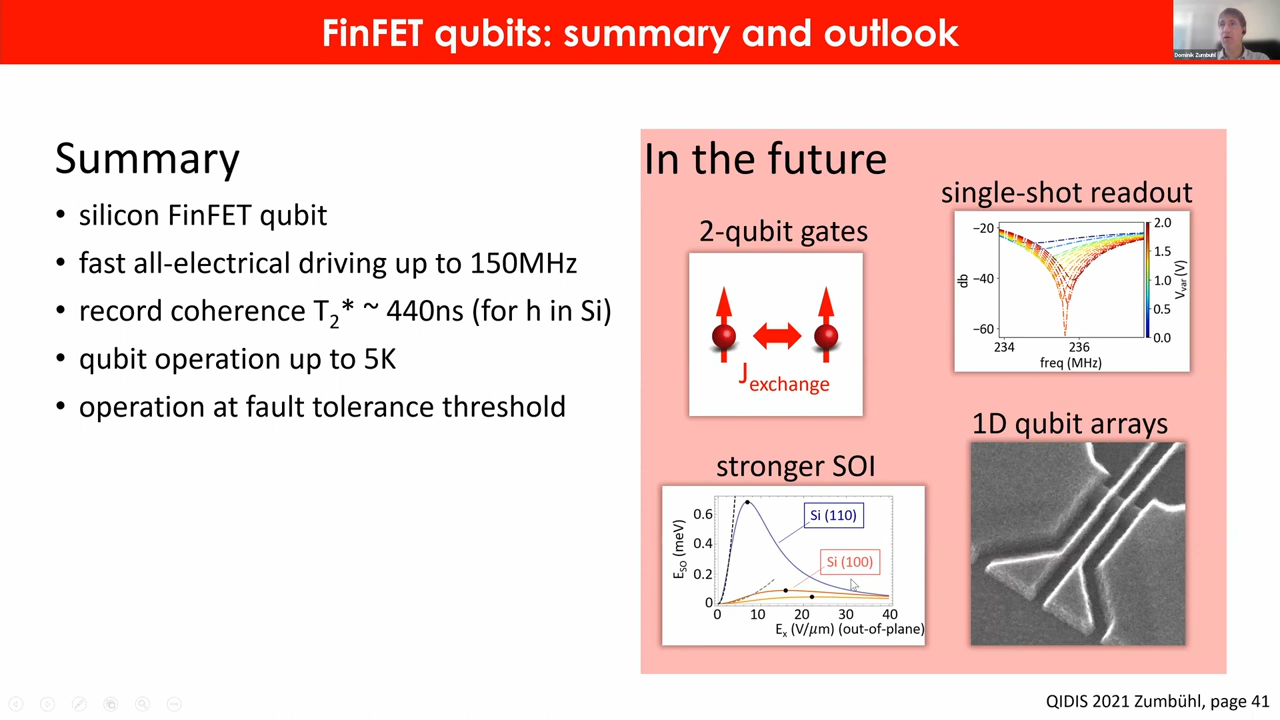 FinFET qubits: summary and outlook
Dominik Zumbühl
Summary
• silicon FinFET qubit
• fast all-electrical driving up to 150MHz
• record coherence T2* ~ 440ns (for h in Si)
• qubit operation up to 5K
• operation at fault tolerance threshold
In the future
2-qubit gates
Jexchange
single-shot readout
−20
−40
−60
db
234
236
freq (MHz)
2.0
1.5
1.0
0.5
0.0
Vvar (V)
stronger SOI
0.6
0.4
0.2
0
ESO (meV)
Si (110)
Si (100)
0
10
20
30
40
Ex (V/μm) (out-of-plane)
1D qubit arrays
QIDIS 2021 Zumbühl, page 41